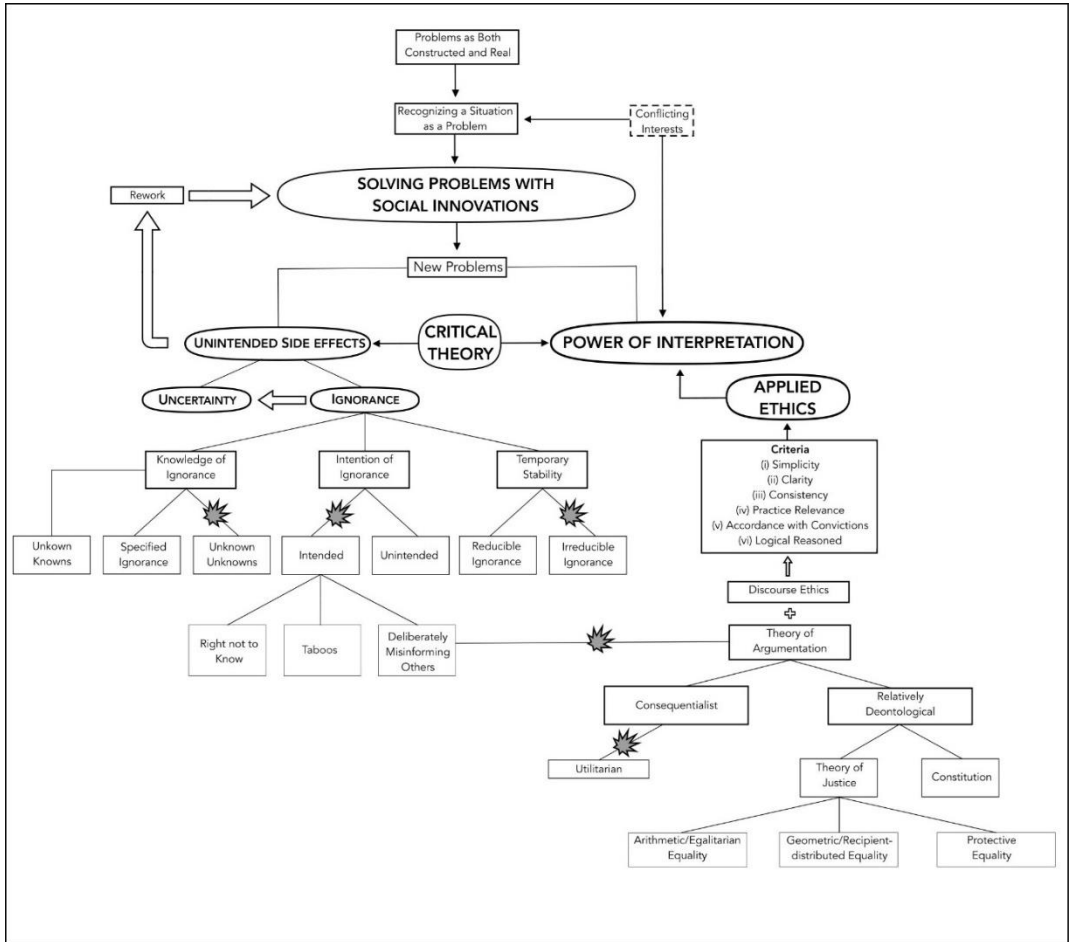 Problems as Both
Constructed and Real
Recognizing a Situation
as a Problem
Conflicting
Interests
SOLVING PROBLEMS WITH
SOCIAL INNOVATIONS
Rework
New Problems
UNINTENDED SIDE EFFECTS
CRITICAL
THEORY
POWER OF INTERPRETATION
UNCERTAINTY
IGNORANCE
APPLIED
ETHICS
Knowledge of
Ignorance
Intention of
Ignorance
Temporary
Stability
Criteria
(i) Simplicity
(ii) Clarity
(iii) Consistency
(iv) Practice Relevance
(v) Accordance with Convictions
(vi) Logical Reasoned
Unkown
Knowns
Specified
Ignorance
Unknown
Unknowns
Intended
Unintended
Reducible
Ignorance
Irreducible
Ignorance
Discourse Ethics
Right not to
Know
Taboos
Deliberately
Misinforming
Others
Theory of
Argumentation
Consequentialist
Relatively
Deontological
Utilitarian
Theory of
Justice
Constitution
Arithmetic/Egalitarian
Equality
Geometric/Recipient-
distributed Equality
Protective
Equality